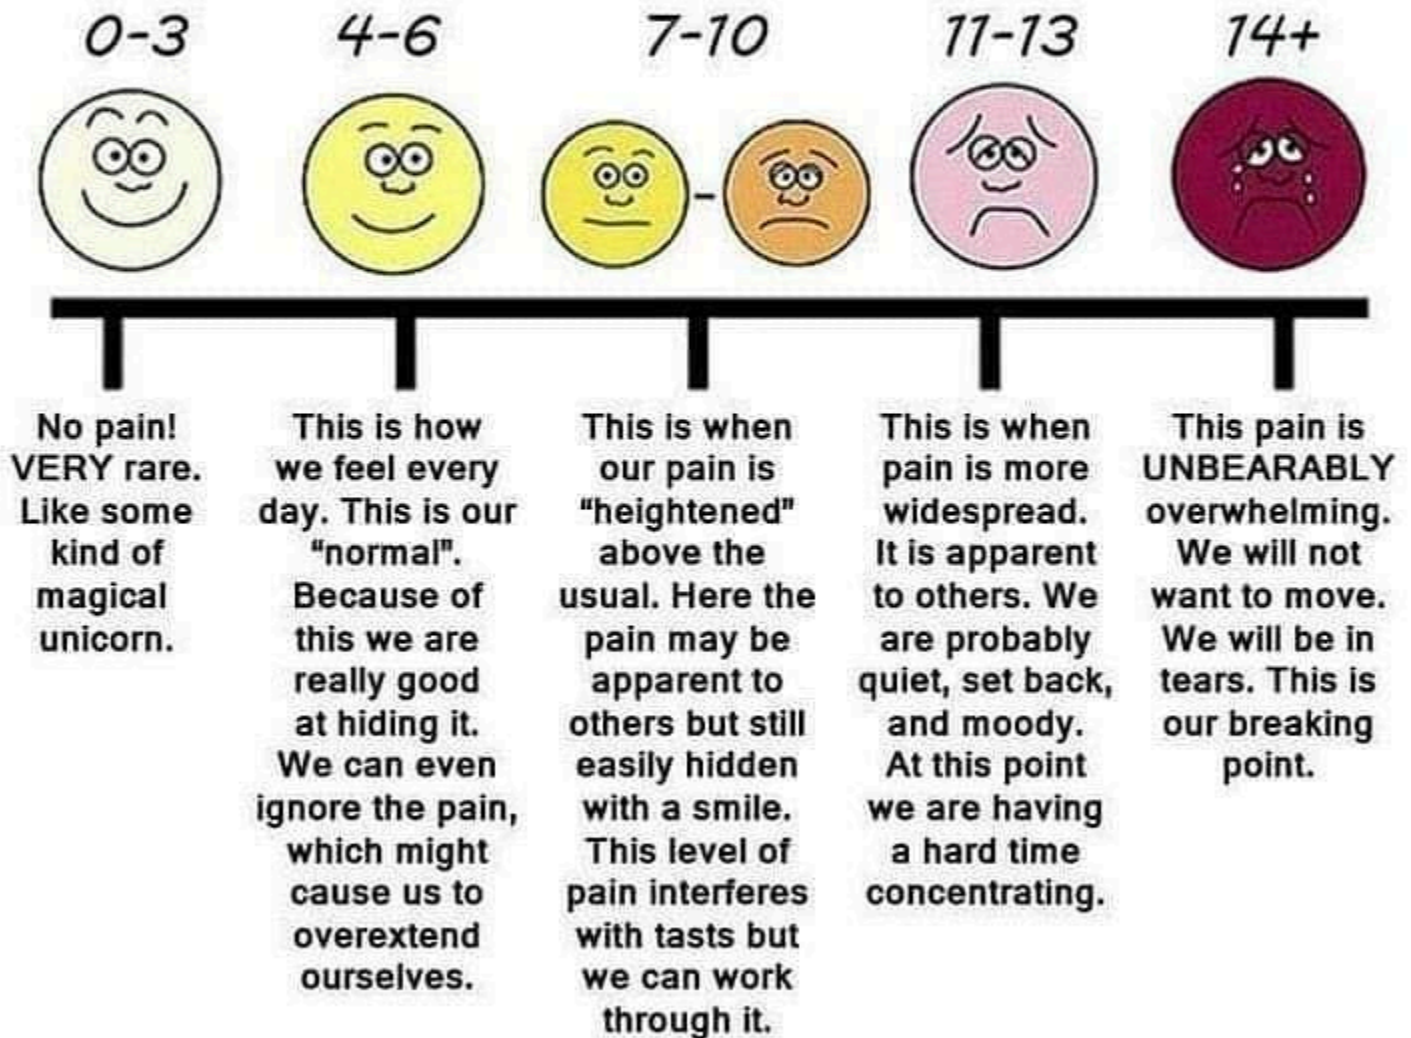 0-3
4-6
7-10
11-13
14+
No pain!
VERY rare.
Like some
kind of
magical
unicorn.
This is how
we feel every
day. This is our
"normal".
Because of
this we are
really good
at hiding it.
We can even
ignore the pain,
which might
cause us to
overextend
ourselves.
This is when
our pain is
"heightened"
above the
usual. Here the
pain may be
apparent to
others but still
easily hidden
with a smile.
This level of
pain interferes
with tasts but
we can work
through it.
This is when
pain is more
widespread.
It is apparent
to others. We
are probably
quiet, set back,
and moody.
At this point
we are having
a hard time
concentrating.
This pain is
UNBEARABLY
overwhelming.
We will not
want to move.
We will be in
tears. This is
our breaking
point.